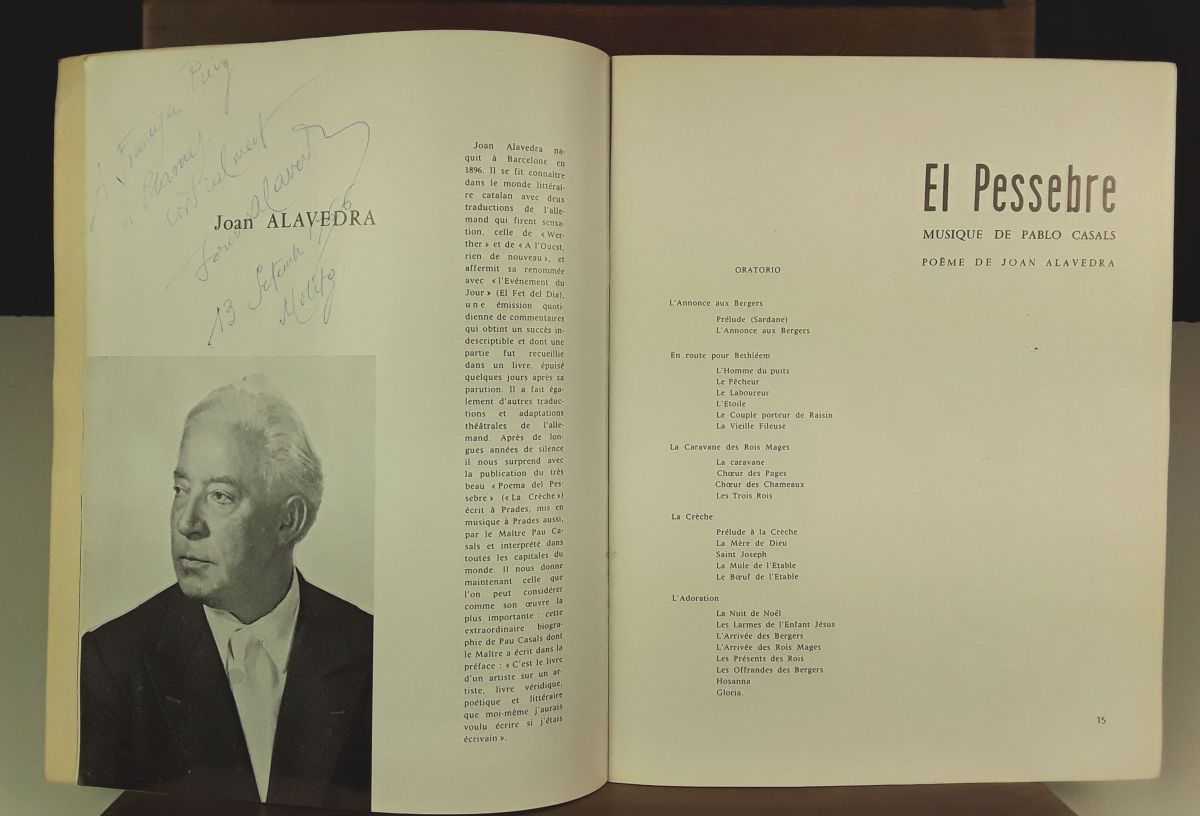 Puig
cordialment
Joan Alavedra
13 Setembre 1966
Joan ALAVEDRA
Joan Alavedra na-
quit à Barcelone en
1896. Il se fit connaître
dans le monde littérai-
re catalan avec deux
traductions de l'alle-
mand qui firent sensa-
tion, celle de « Wer-
ther » et de « A l'Ouest,
rien de nouveau », et
affermit sa renommée
avec « l'Evénement du
Jour » (El Fet del Dia),
une émission quoti-
dienne de commentaires
qui obtint un succès in-
descriptible et dont une
partie fut recueillie
dans un livre, épuisé
quelques jours après sa
parution. Il a fait éga-
lement d'autres traduc-
tions et adaptations
théâtrales de l'alle-
mand. Après de lon-
gues années de silence
il nous surprend avec
la publication du très
beau « Poema del Pes-
sebre » (« La Crèche »)
écrit à Prades, mis en
musique à Prades aussi,
par le Maître Pau Ca-
sals et interprété dans
toutes les capitales du
monde. Il nous donne
maintenant celle que
l'on peut considérer
comme son œuvre la
plus importante : cette
extraordinaire biogra-
phie de Pau Casals dont
le Maître a écrit dans la
préface : « C'est le livre
d'un artiste sur un ar-
tiste, livre véridique,
poétique et littéraire
que moi-même j'aurais
voulu écrire si j'étais
écrivain ».
El Pessebre
MUSIQUE DE PABLO CASALS
POÈME DE JOAN ALAVEDRA
ORATORIO
L'Annonce aux Bergers
Prélude (Sardane)
L'Annonce aux Bergers
En route pour Bethléem
L'Homme du puits
Le Pêcheur
Le Laboureur
L'Etoile
Le Couple porteur de Raisin
La Vieille Fileuse
La Caravane des Rois Mages
La caravane
Chœur des Pages
Chœur des Chameaux
Les Trois Rois
La Crèche
Prélude à la Crèche
La Mère de Dieu
Saint Joseph
La Mule de l'Etable
Le Bœuf de l'Etable
L'Adoration
La Nuit de Noël
Les Larmes de l'Enfant Jésus
L'Arrivée des Bergers
L'Arrivée des Rois Mages
Les Présents des Rois
Les Offrandes des Bergers
Hosanna
Gloria.
15